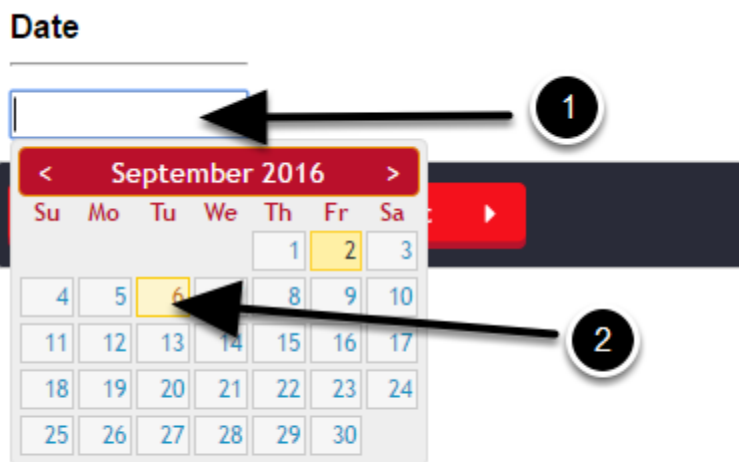 Date
1
< September 2016 >
Su Mo Tu We Th Fr Sa
1 2 3
4 5 6 8 9 10
11 12 13 14 15 16 17
2
18 19 20 21 22 23 24
25 26 27 28 29 30